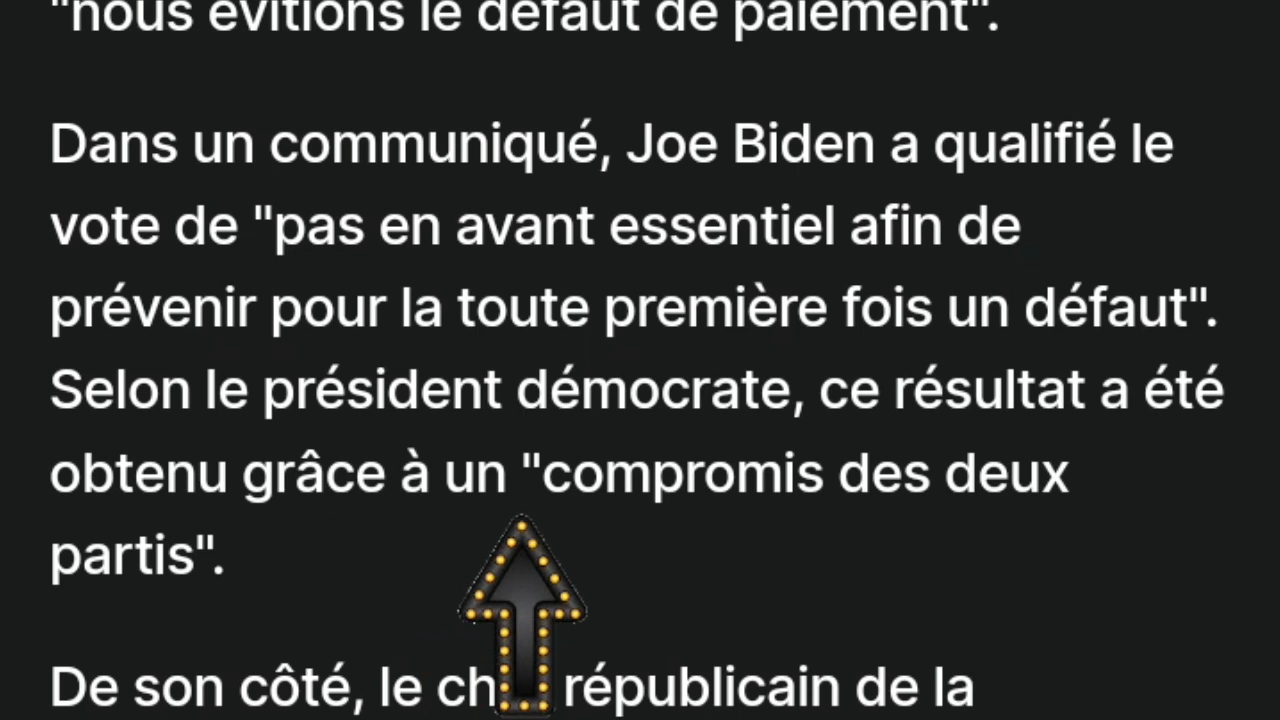 "nous évitions le défaut de paiement".
Dans un communiqué, Joe Biden a qualifié le
vote de "pas en avant essentiel afin de
prévenir pour la toute première fois un défaut".
Selon le président démocrate, ce résultat a été
obtenu grâce à un "compromis des deux
partis".
De son côté, le républicain de la